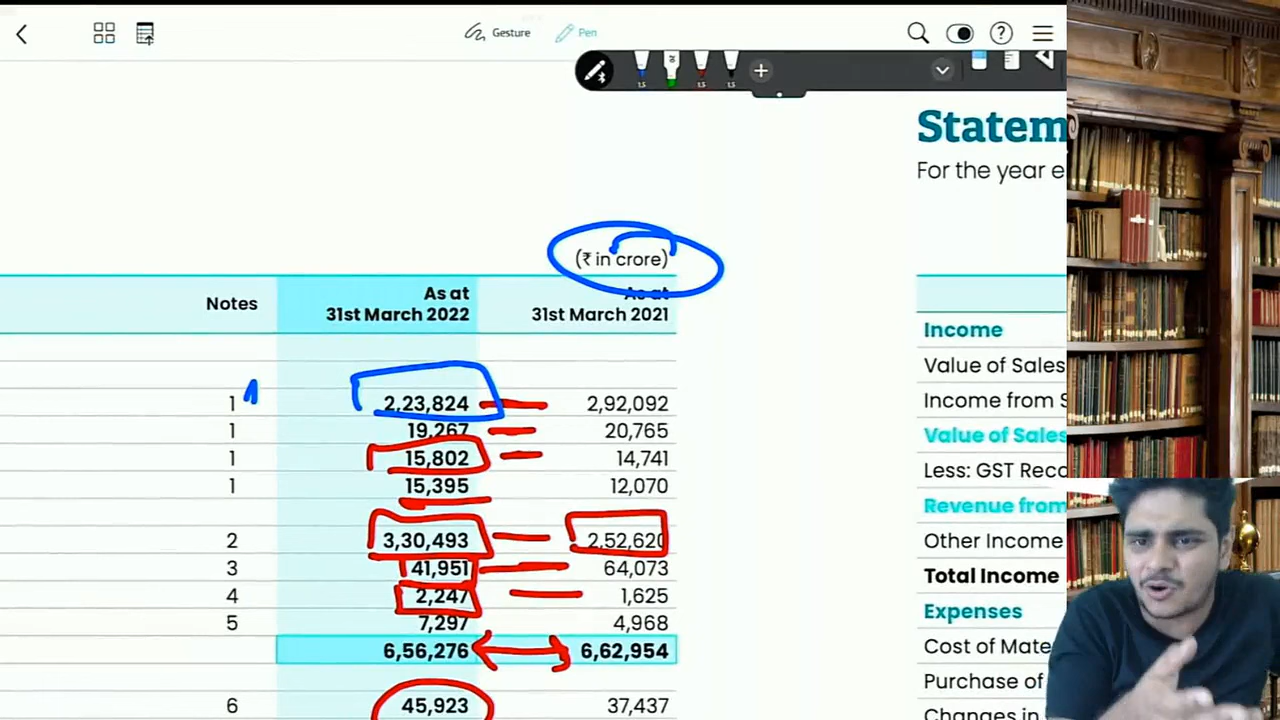 Gesture
Pen
(₹ in crore)
Notes
As at
31st March 2022
As at
31st March 2021
1 2,23,824 2,92,092
1 19,267 20,765
1 15,802 14,741
1 15,395 12,070
2 3,30,493 2,52,620
3 41,951 64,073
4 2,247 1,625
5 7,297 4,968
6,56,276 6,62,954
6 45,923 37,437
Statem
For the year e
Income
Value of Sales
Income from S
Value of Sales
Less: GST Reco
Revenue from
Other Income
Total Income
Expenses
Cost of Mate
Purchase of
Changes in